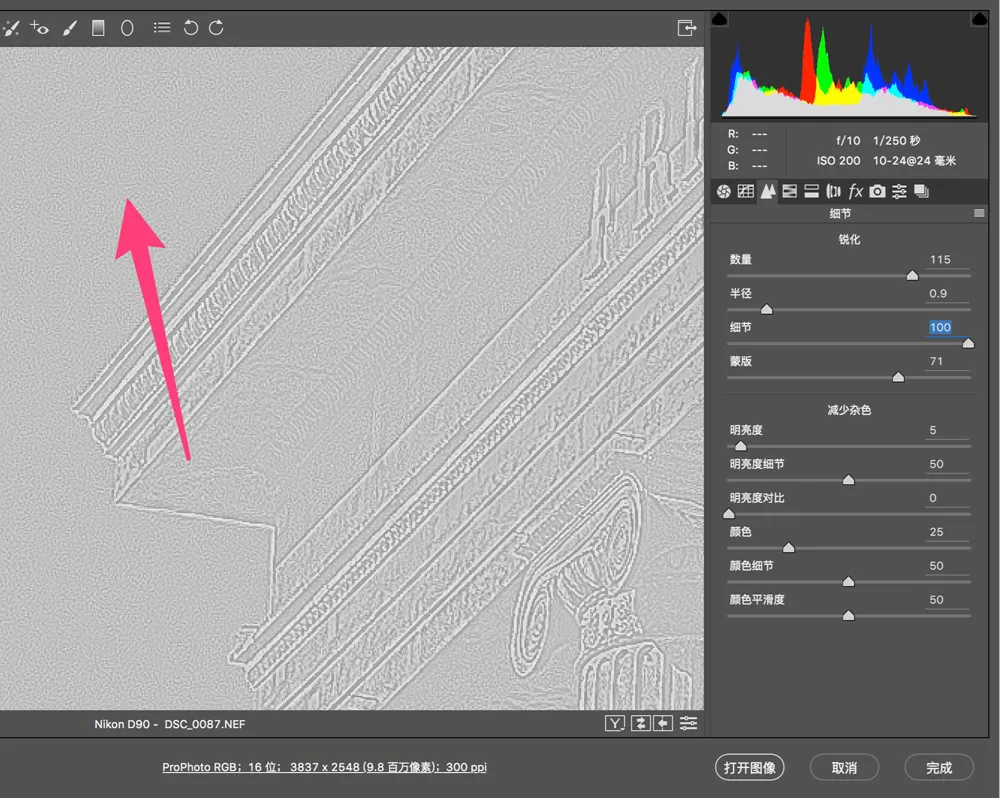 R: ---
G: ---
B: ---
f/10 1/250 秒
ISO 200 10-24@24 毫米
fx
细节
锐化
数量 115
半径 0.9
细节 100
蒙版 71
减少杂色
明亮度 5
明亮度细节 50
明亮度对比 0
颜色 25
颜色细节 50
颜色平滑度 50
Nikon D90 - DSC_0087.NEF
Y
ProPhoto RGB; 16 位; 3837 x 2548 (9.8 百万像素); 300 ppi
打开图像 取消 完成